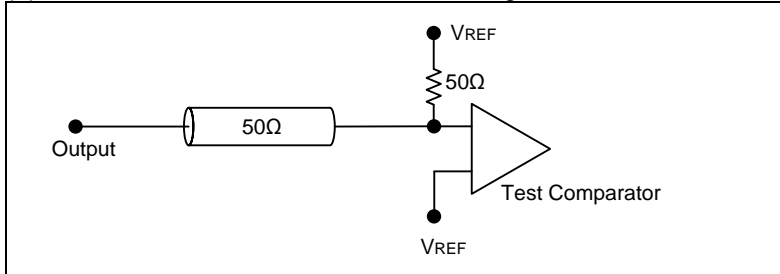 VREF
50Ω
50Ω
Output
Test Comparator
VREF